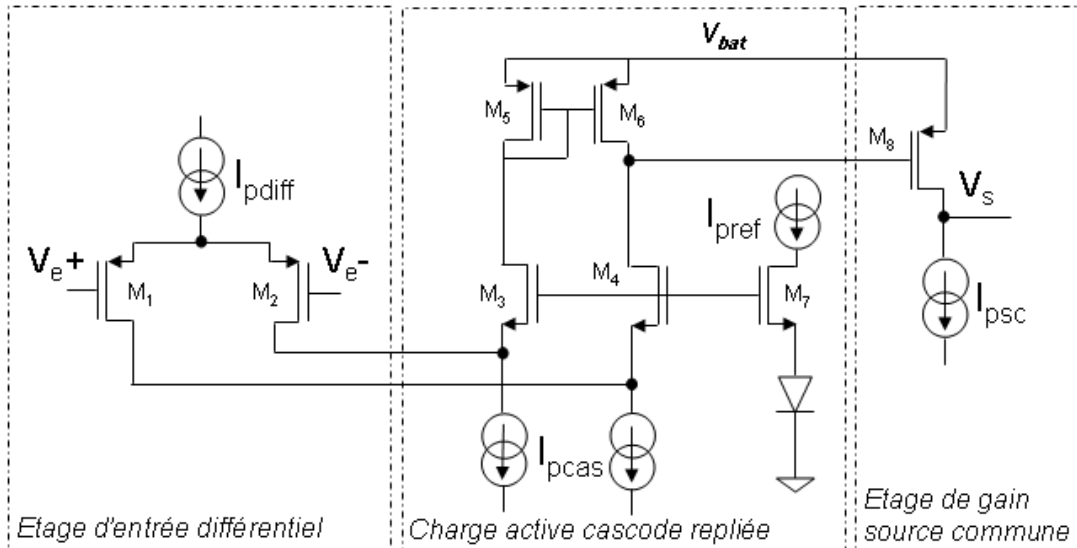 V_bat
M_5
M_6
M_8
I_pdiff
V_s
I_pref
V_e+
V_e-
M_1
M_2
M_3
M_4
M_7
I_psc
I_pcas
Etage d'entrée différentiel
Charge active cascode repliée
Etage de gain
source commune